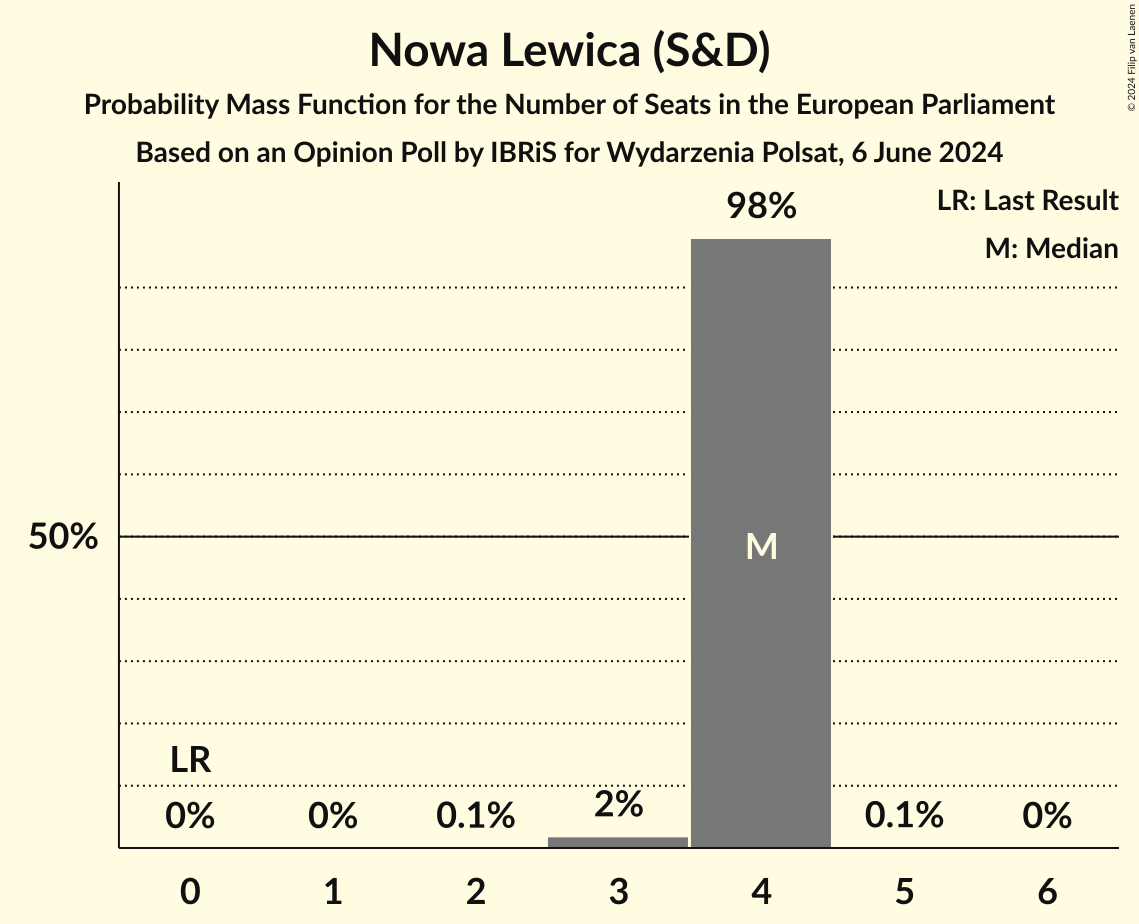 Nowa Lewica (S&D)
Probability Mass Function for the Number of Seats in the European Parliament
Based on an Opinion Poll by IBRiS for Wydarzenia Polsat, 6 June 2024
© 2024 Filip van Laenen
LR: Last Result
M: Median
98%
50%
M
LR
0% 0% 0.1% 2% 0.1% 0%
0 1 2 3 4 5 6